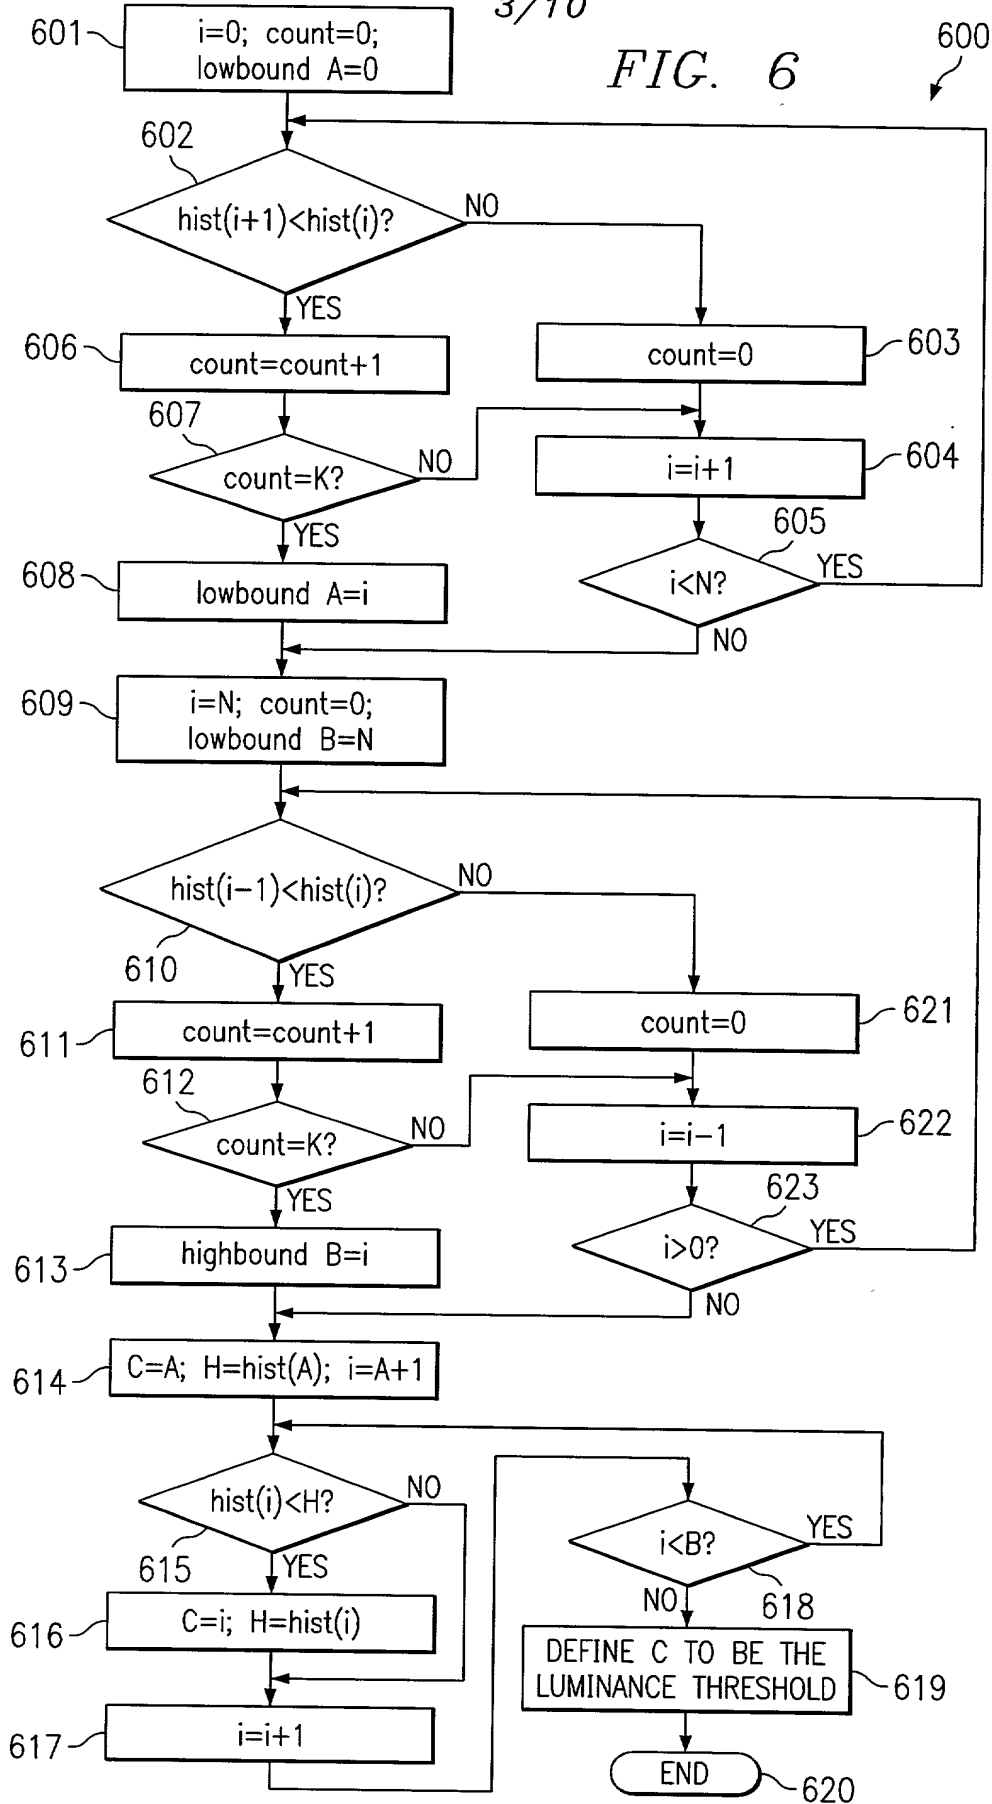 3/10
FIG. 6
600
601
i=0; count=0;
lowbound A=0
602
hist(i+1)<hist(i)?
NO
YES
606
count=count+1
603
count=0
607
count=K?
NO
YES
604
i=i+1
605
i<N?
YES
NO
608
lowbound A=i
609
i=N; count=0;
lowbound B=N
610
hist(i-1)<hist(i)?
NO
YES
611
count=count+1
621
count=0
612
count=K?
NO
YES
622
i=i-1
623
i>0?
YES
NO
613
highbound B=i
614
C=A; H=hist(A); i=A+1
615
hist(i)<H?
NO
YES
616
C=i; H=hist(i)
617
i=i+1
618
i<B?
YES
NO
DEFINE C TO BE THE
LUMINANCE THRESHOLD
619
END
620